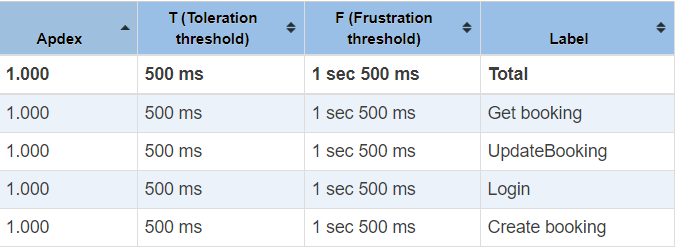 Apdex T (Toleration threshold) F (Frustration threshold) Label
1.000 500 ms 1 sec 500 ms Total
1.000 500 ms 1 sec 500 ms Get booking
1.000 500 ms 1 sec 500 ms UpdateBooking
1.000 500 ms 1 sec 500 ms Login
1.000 500 ms 1 sec 500 ms Create booking